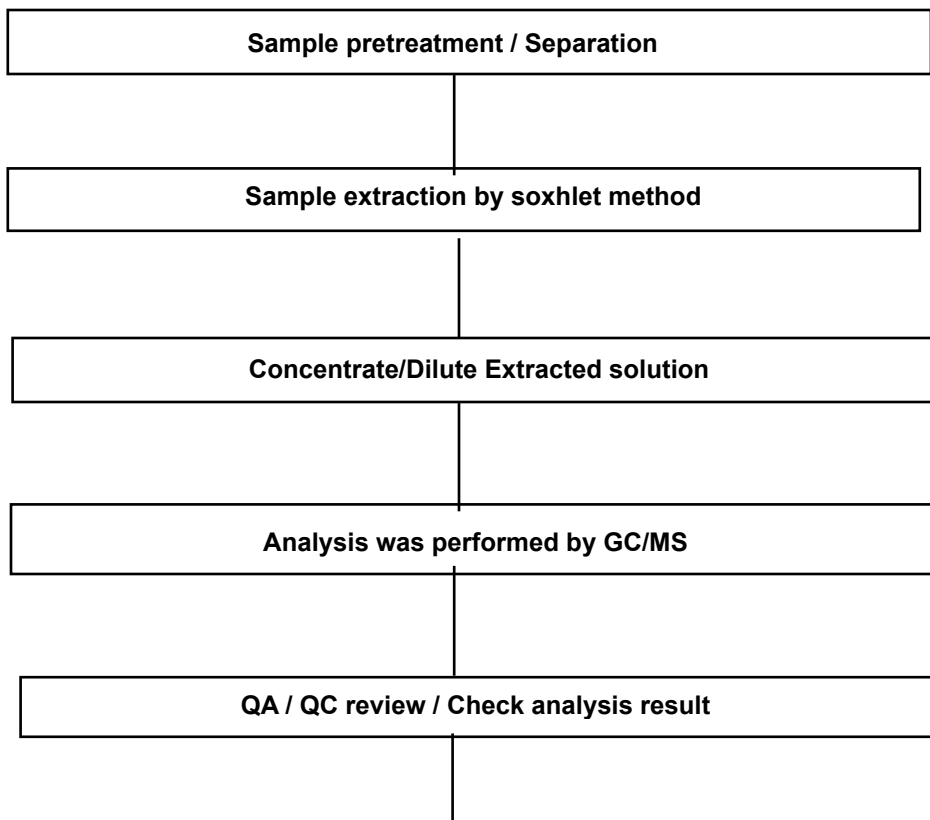 Sample pretreatment / Separation
Sample extraction by soxhlet method
Concentrate/Dilute Extracted solution
Analysis was performed by GC/MS
QA / QC review / Check analysis result